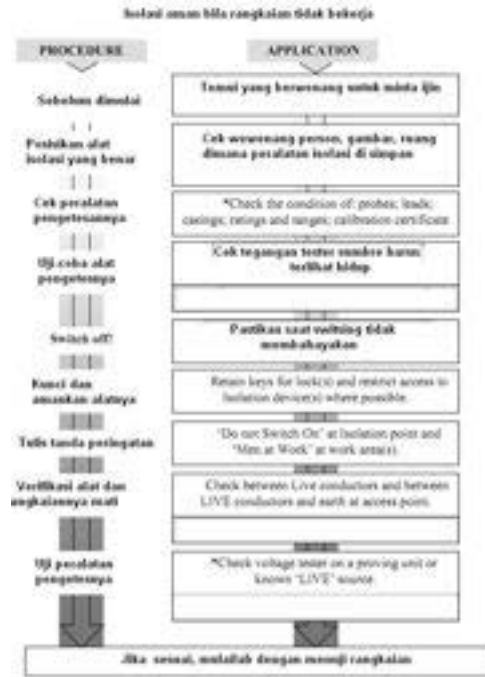 Isolasi aman bila rangkaian tidak bekerja
PROCEDURE
APPLICATION
Sebelum dimulai
Temui yang berwenang untuk minta ijin
Pastikan alat
isolasi yang benar
Cek wewenang person, gambar, ruang
dimana peralatan isolasi di simpan
Cek peralatan
pengetesannya
*Check the condition of: probes; leads;
casings; ratings and ranges; calibration certificate
Uji coba alat
pengetesnya
Cek tegangan tester sumbre harus
terlihat hidup
Switch off!
Pastikan saat switsing tidak
membahayakan
Kunci dan
amankan alatnya
Retain keys for lock(s) and restrict access to
Isolation device(s) where possible.
Tulis tanda peringatan
'Do not Switch On' at Isolation point and
'Men at Work' at work area(s).
Verifikasi alat dan
angkaiannya mati
Check between Live conductors and between
LIVE conductors and earth at access point.
Uji peralatan
pengetesnya
*Check voltage tester on a proving unit or
known 'LIVE' source.
Jika sesuai, mulailah dengan menguji rangkaian